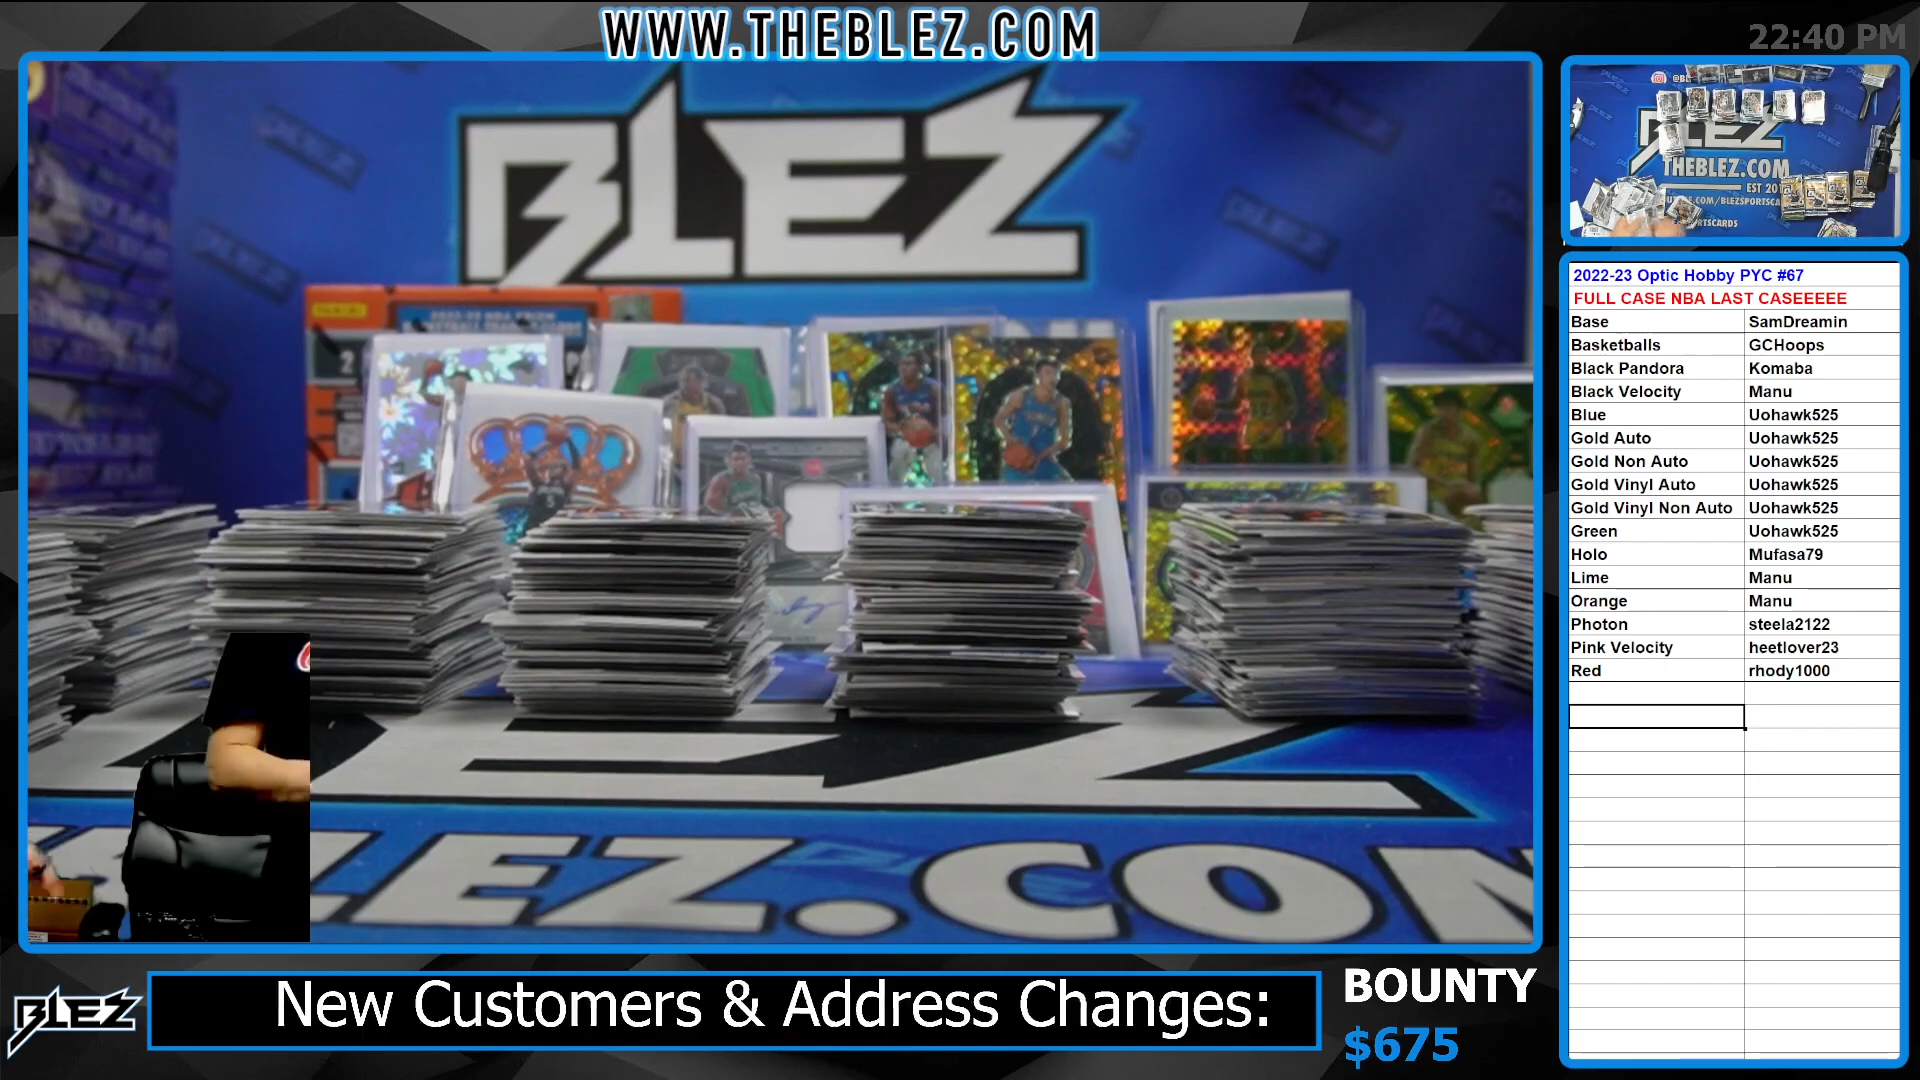 WWW.THEBLEZ.COM
22:40 PM
BLEZ
BLEZ
THEBLEZ.COM
2022-23 Optic Hobby PYC #67
FULL CASE NBA LAST CASEEEEE
Base SamDreamin
Basketballs GCHoops
Black Pandora Komaba
Black Velocity Manu
Blue Uohawk525
Gold Auto Uohawk525
Gold Non Auto Uohawk525
Gold Vinyl Auto Uohawk525
Gold Vinyl Non Auto Uohawk525
Green Uohawk525
Holo Mufasa79
Lime Manu
Orange Manu
Photon steela2122
Pink Velocity heetlover23
Red rhody1000
BLEZ
New Customers & Address Changes:
BOUNTY
$675